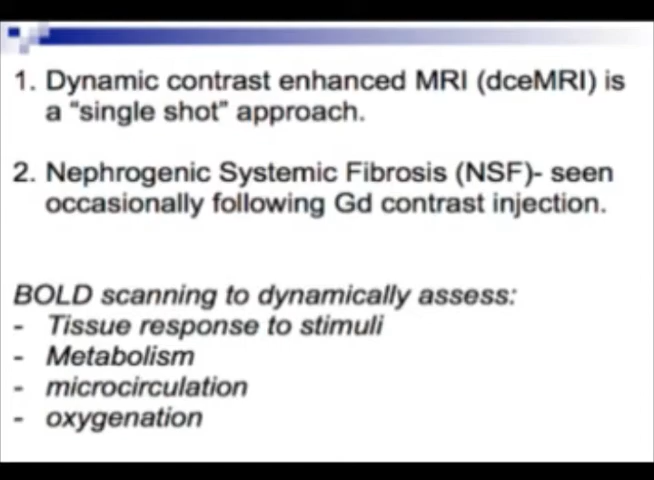 1. Dynamic contrast enhanced MRI (dceMRI) is
a “single shot” approach.
2. Nephrogenic Systemic Fibrosis (NSF)- seen
occasionally following Gd contrast injection.
BOLD scanning to dynamically assess:
- Tissue response to stimuli
- Metabolism
- microcirculation
- oxygenation